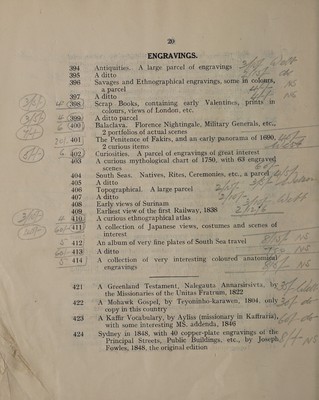 20
ENGRAVINGS.
394 Antiquities. A large parcel of engravings
395 A ditto
396 Savages and Ethnographical engravings, some in colours,
a parcel
397 A ditto
398 Scrap Books, containing early Valentines, prints in
colours, views of London, etc.
399 A ditto parcel
400 Balaclava. Florence Nightingale, Military Generals, etc.,
2 portfolios of actual scenes
401 The Penitence of Fakirs, and an early panorama of 1690,
2 curious items
402 Curiosities. A parcel of engravings of great interest
403 A curious mythological chart of 1750, with 63 engraved
scenes
404 South Seas. Natives, Rites, Ceremonies, etc., a parcel
405 A ditto
406 Topographical. A large parcel
407 A ditto
408 Early views of Surinam
409 Earliest view of the first Railway, 1838
410 A curious ethnographical atlas
411 A collection of Japanese views, costumes and scenes of
interest
412 An album of very fine plates of South Sea travel
413 A ditto
414 A collection of very interesting coloured anatomical
engravings
421 A Greenland Testament, Nalegauta Annarsirsivta, by
the Missionaries of the Unitas Fratrum, 1822
422 A Mohawk Gospel, by Teyoninho-karawen, 1804, only
copy in this country
423 A Kaffir Vocabulary, by Ayliss (missionary in Kaffraria),
with some interesting MS. addenda, 1846
424 Sydney in 1848, with 40 copper-plate engravings of the
Principal Streets, Public Buildings, etc., by Joseph
Fowles, 1848, the original edition